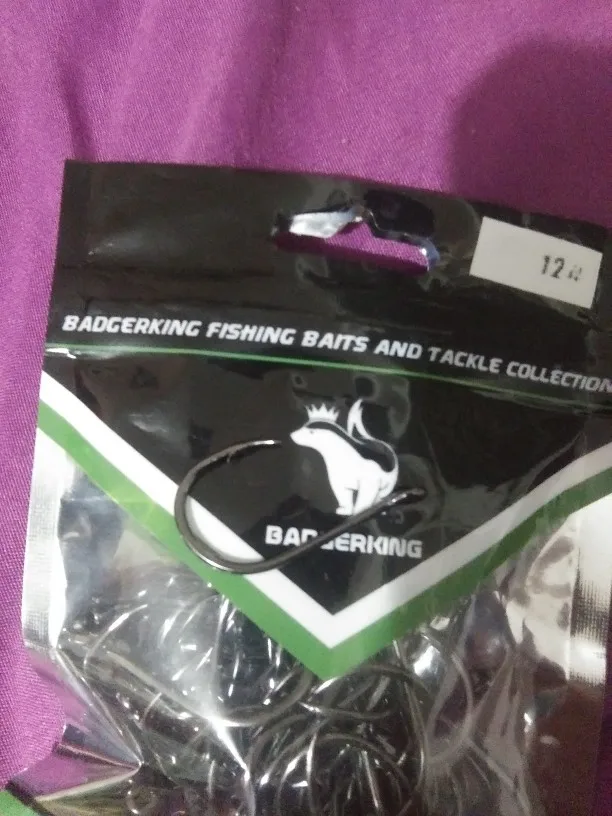 12#
BADGERKING FISHING BAITS AND TACKLE COLLECTION
BADGERKING